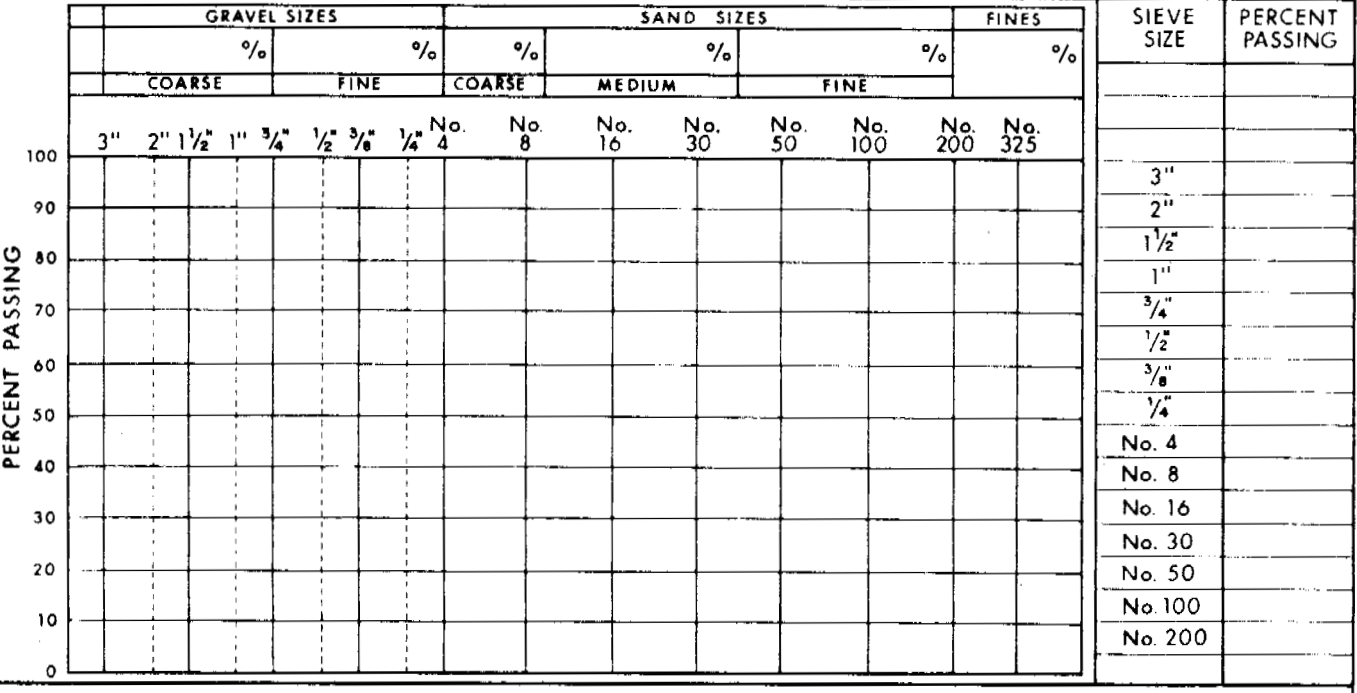 GRAVEL SIZES SAND SIZES FINES
% % % % % %
COARSE FINE COARSE MEDIUM FINE
No. No. No. No. No. No. No. No.
3" 2" 1½" 1" ¾" ½" ⅜" ¼" 4 8 16 30 50 100 200 325
100
90
80
70
60
50
40
30
20
10
0
PERCENT PASSING
SIEVE SIZE PERCENT PASSING
3"
2"
1½"
1"
¾"
½"
⅜"
¼"
No. 4
No. 8
No. 16
No. 30
No. 50
No. 100
No. 200